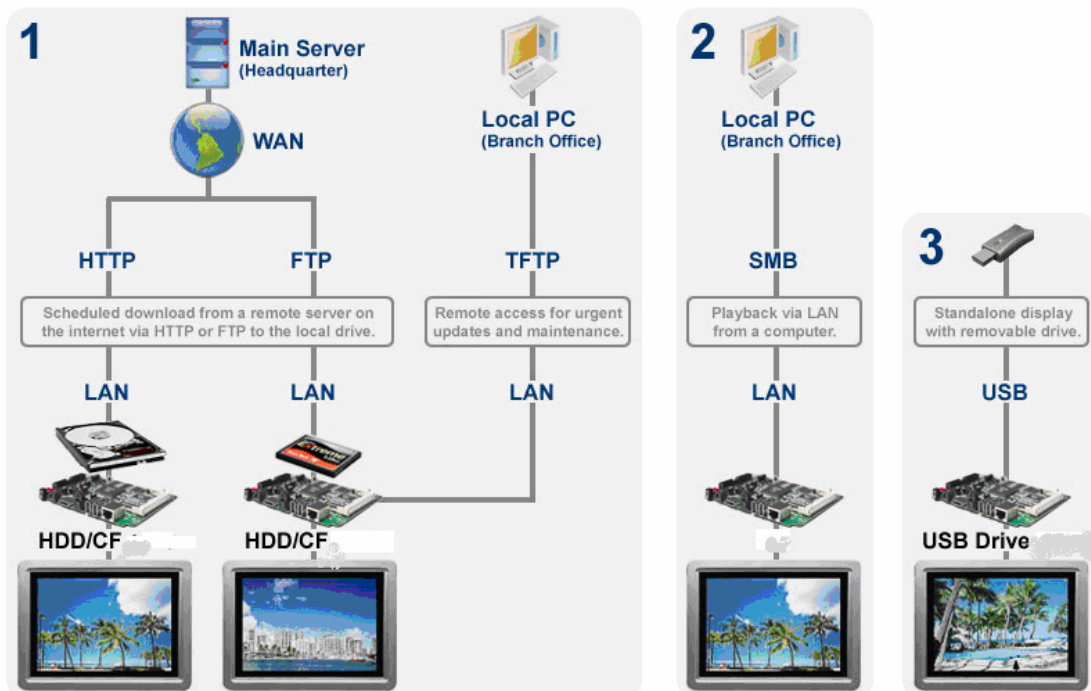 1
Main Server
(Headquarter)
WAN
Local PC
(Branch Office)
HTTP
FTP
TFTP
Scheduled download from a remote server on
the internet via HTTP or FTP to the local drive.
Remote access for urgent
updates and maintenance.
LAN
LAN
LAN
Extreme
HDD/CF
HDD/CF
2
Local PC
(Branch Office)
SMB
Playback via LAN
from a computer.
LAN
3
Standalone display
with removable drive.
USB
USB Drive